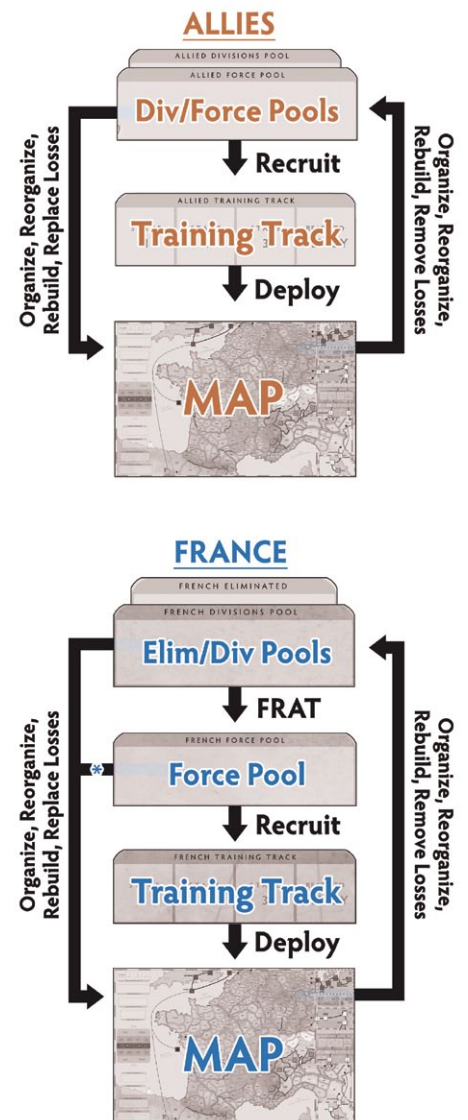 ALLIES
ALLIED DIVISIONS POOL
ALLIED FORCE POOL
Div/Force Pools
Recruit
ALLIED TRAINING TRACK
Training Track
Deploy
MAP
Organize, Reorganize,
Rebuild, Replace Losses
Organize, Reorganize,
Rebuild, Remove Losses
FRANCE
FRENCH ELIMINATED
FRENCH DIVISIONS POOL
Elim/Div Pools
FRAT
FRENCH FORCE POOL
*
Force Pool
Recruit
FRENCH TRAINING TRACK
Training Track
Deploy
MAP
Organize, Reorganize,
Rebuild, Replace Losses
Organize, Reorganize,
Rebuild, Remove Losses